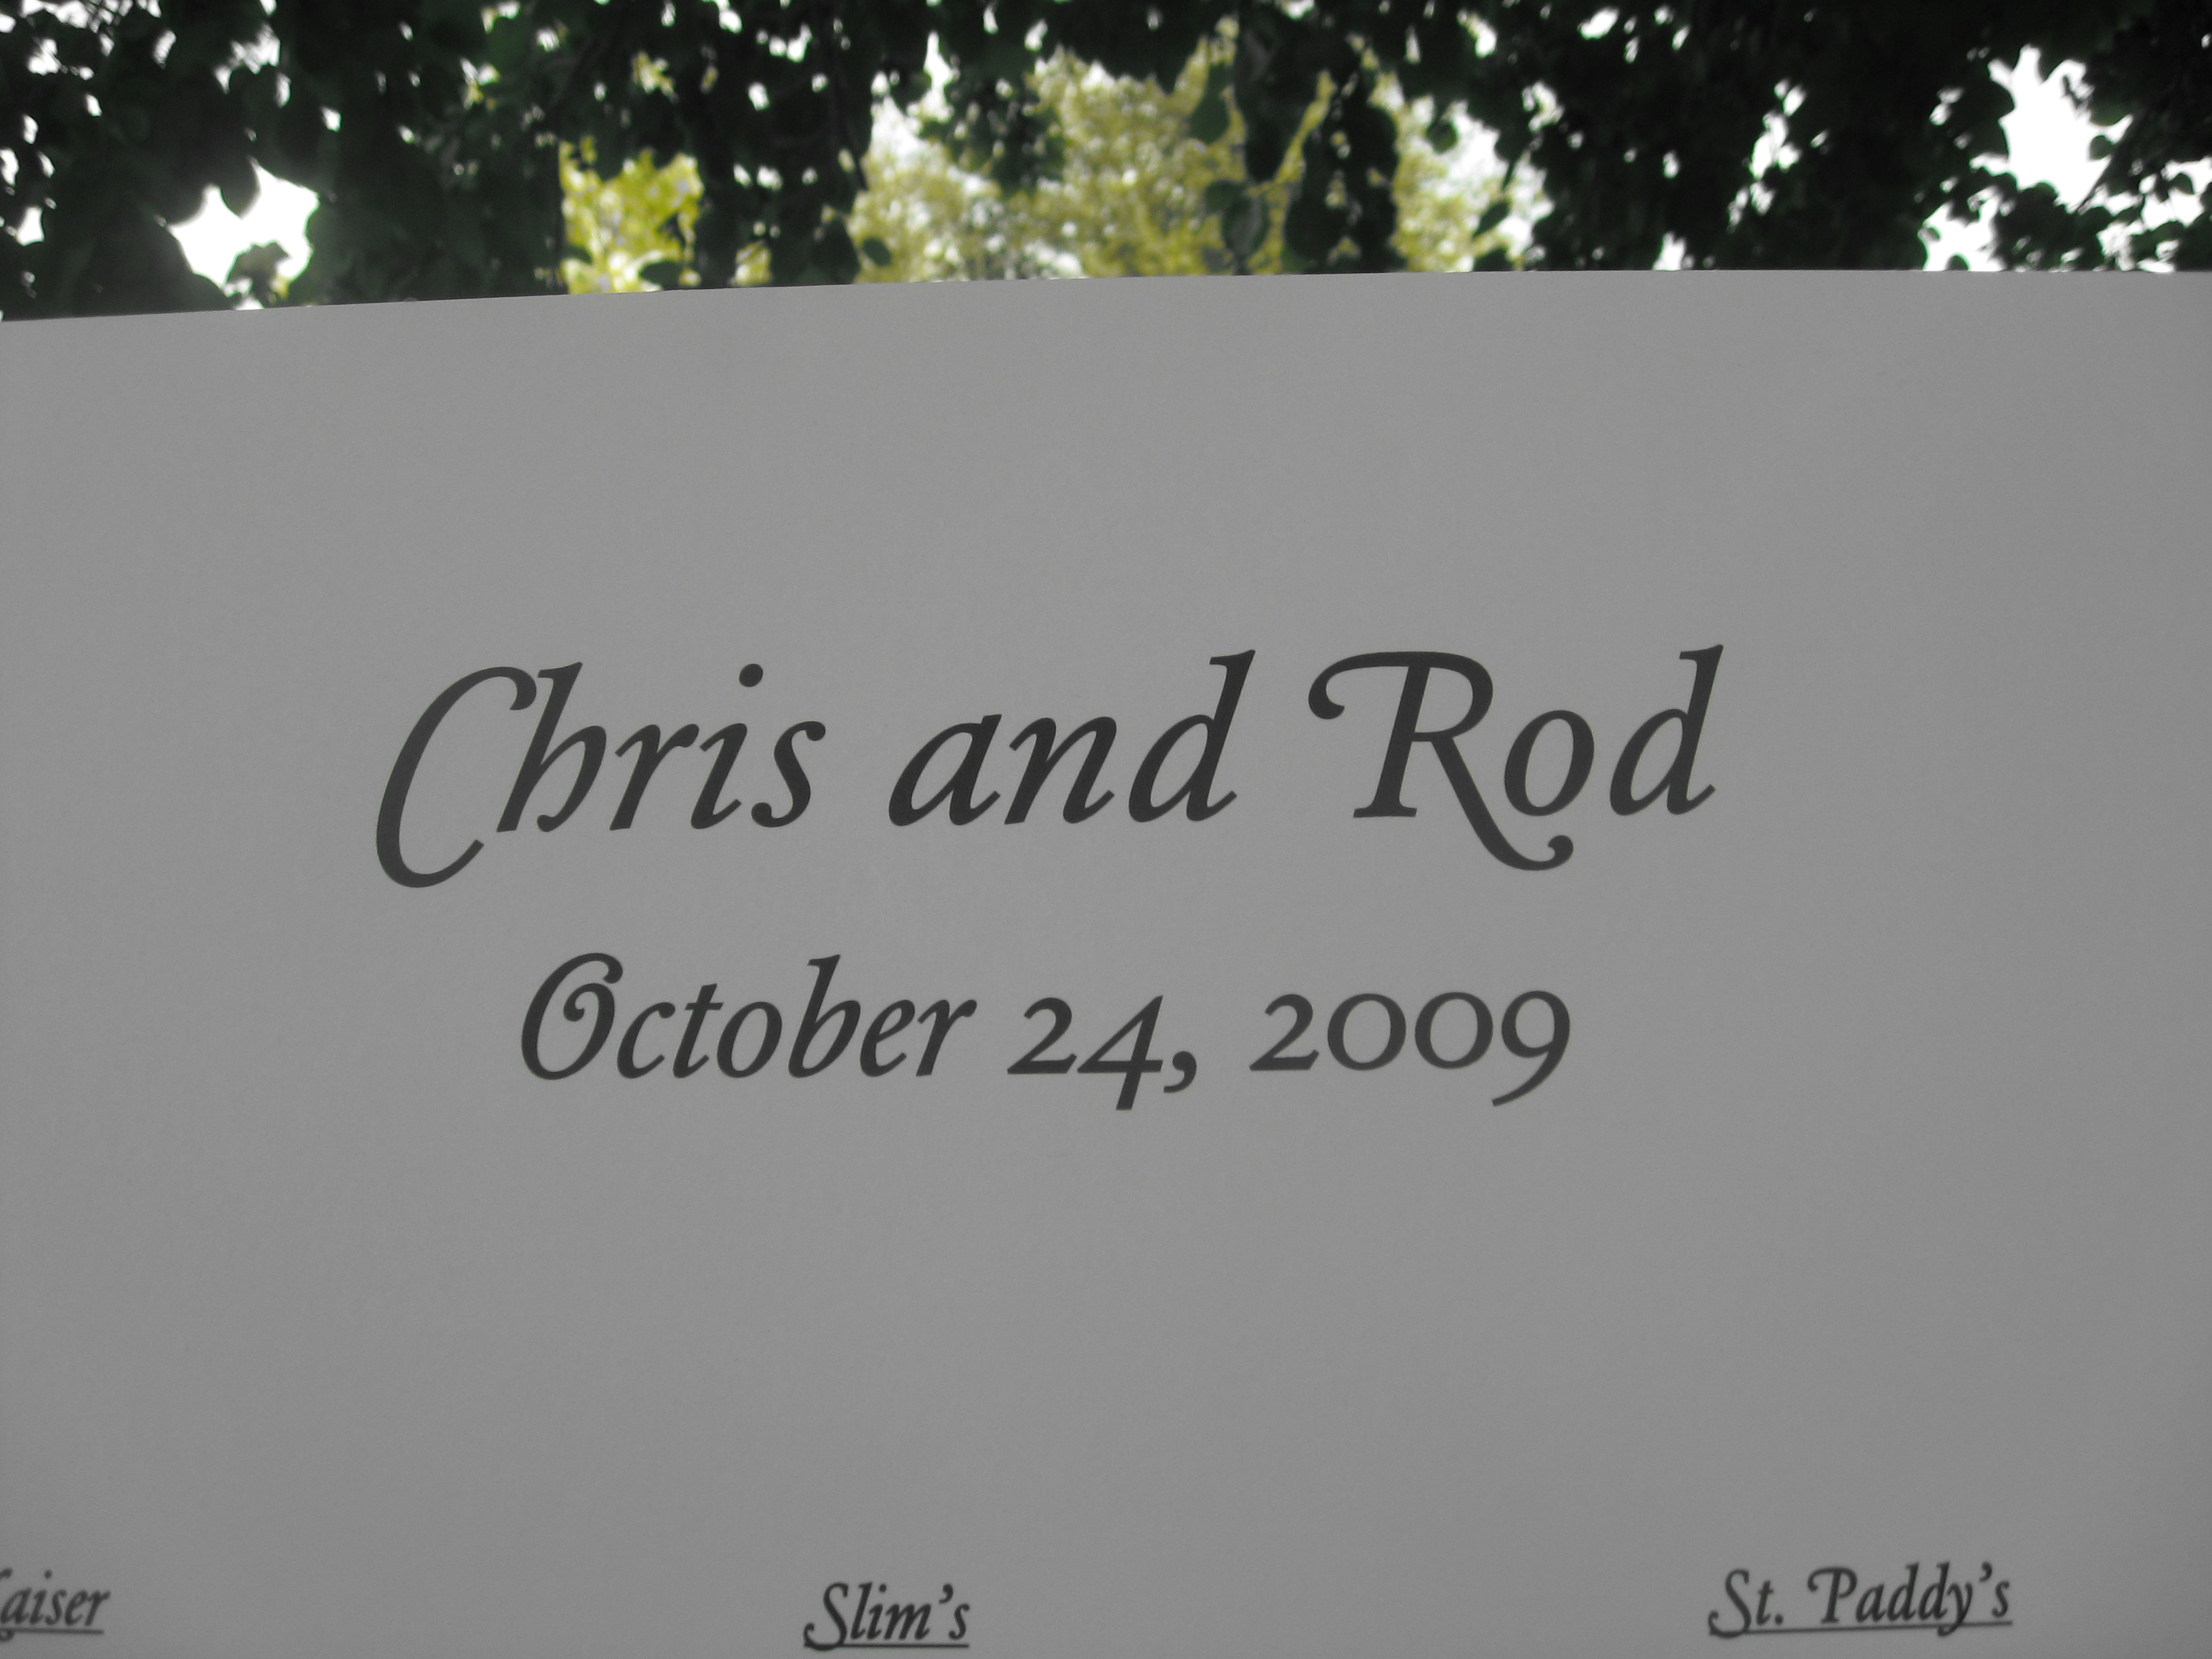 Chris and Rod
October 24, 2009
Slim's St. Paddy's